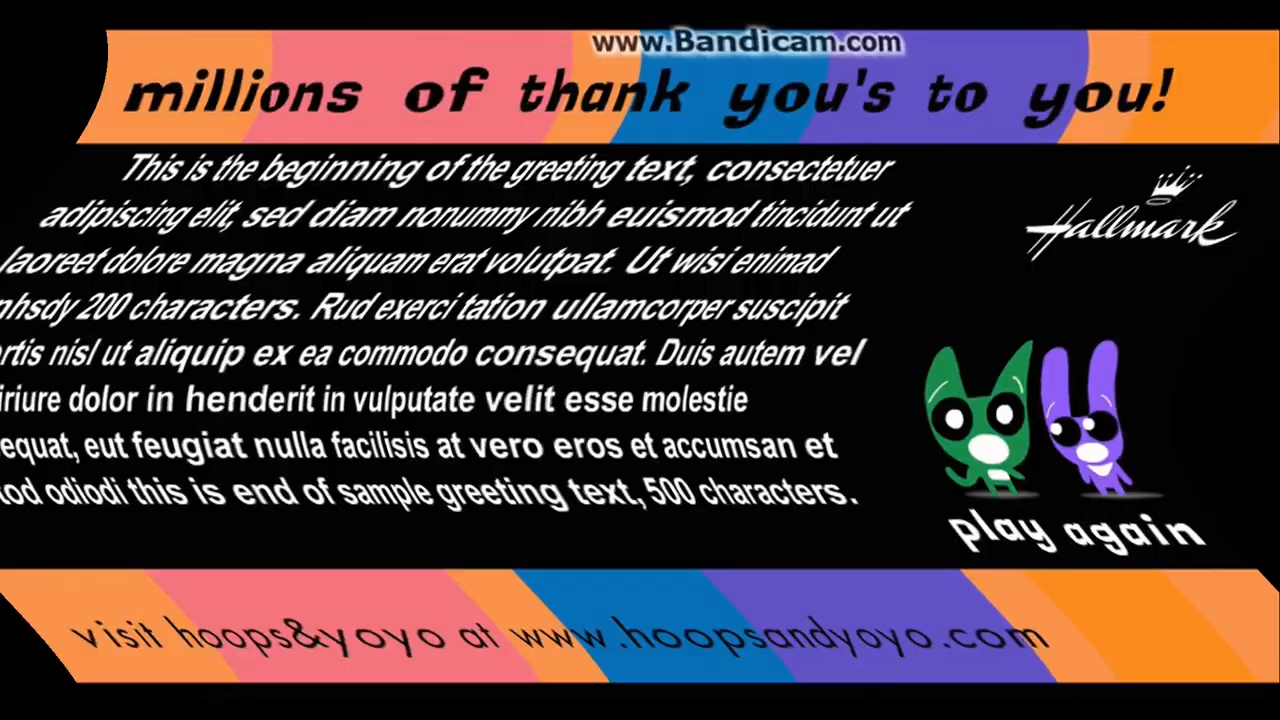 www.Bandicam.com
millions of thank you's to you!
This is the beginning of the greeting text, consectetuer
adipiscing elit, sed diam nonummy nibh euismod tincidunt ut
laoreet dolore magna aliquam erat volutpat. Ut wisi enimad
200 characters. Rud exerci tation ullamcorper suscipit
nisl ut aliquip ex ea commodo consequat. Duis autem vel
iriure dolor in henderit in vulputate velit esse molestie
equat, eut feugiat nulla facilisis at vero eros et accumsan et
odiodi this is end of sample greeting text, 500 characters.
Hallmark
play again
visit hoops&yoyo at www.hoopsandyoyo.com